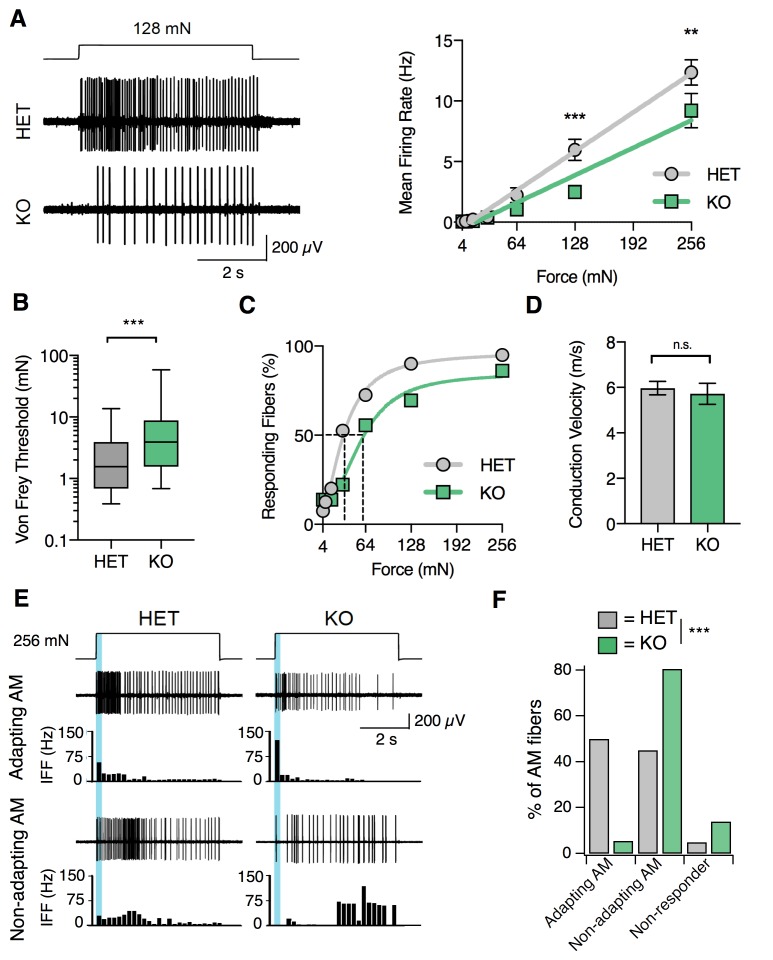 A
128 mN
HET
KO
200 µV
2 s
Mean Firing Rate (Hz)
15
10
5
0
4
64
128
192
256
Force (mN)
***
**
HET
KO
B
***
Von Frey Threshold (mN)
100
10
1
0.1
HET
KO
C
Responding Fibers (%)
100
50
0
4
64
128
192
256
Force (mN)
HET
KO
D
n.s.
Conduction Velocity (m/s)
8
6
4
2
0
HET
KO
E
HET
KO
256 mN
Adapting AM
200 µV
2 s
IFF (Hz)
150
75
0
Non-adapting AM
IFF (Hz)
150
75
0
150
75
0
150
75
0
F
= HET
= KO
***
% of AM fibers
80
60
40
20
0
Adapting AM
Non-adapting AM
Non-responder